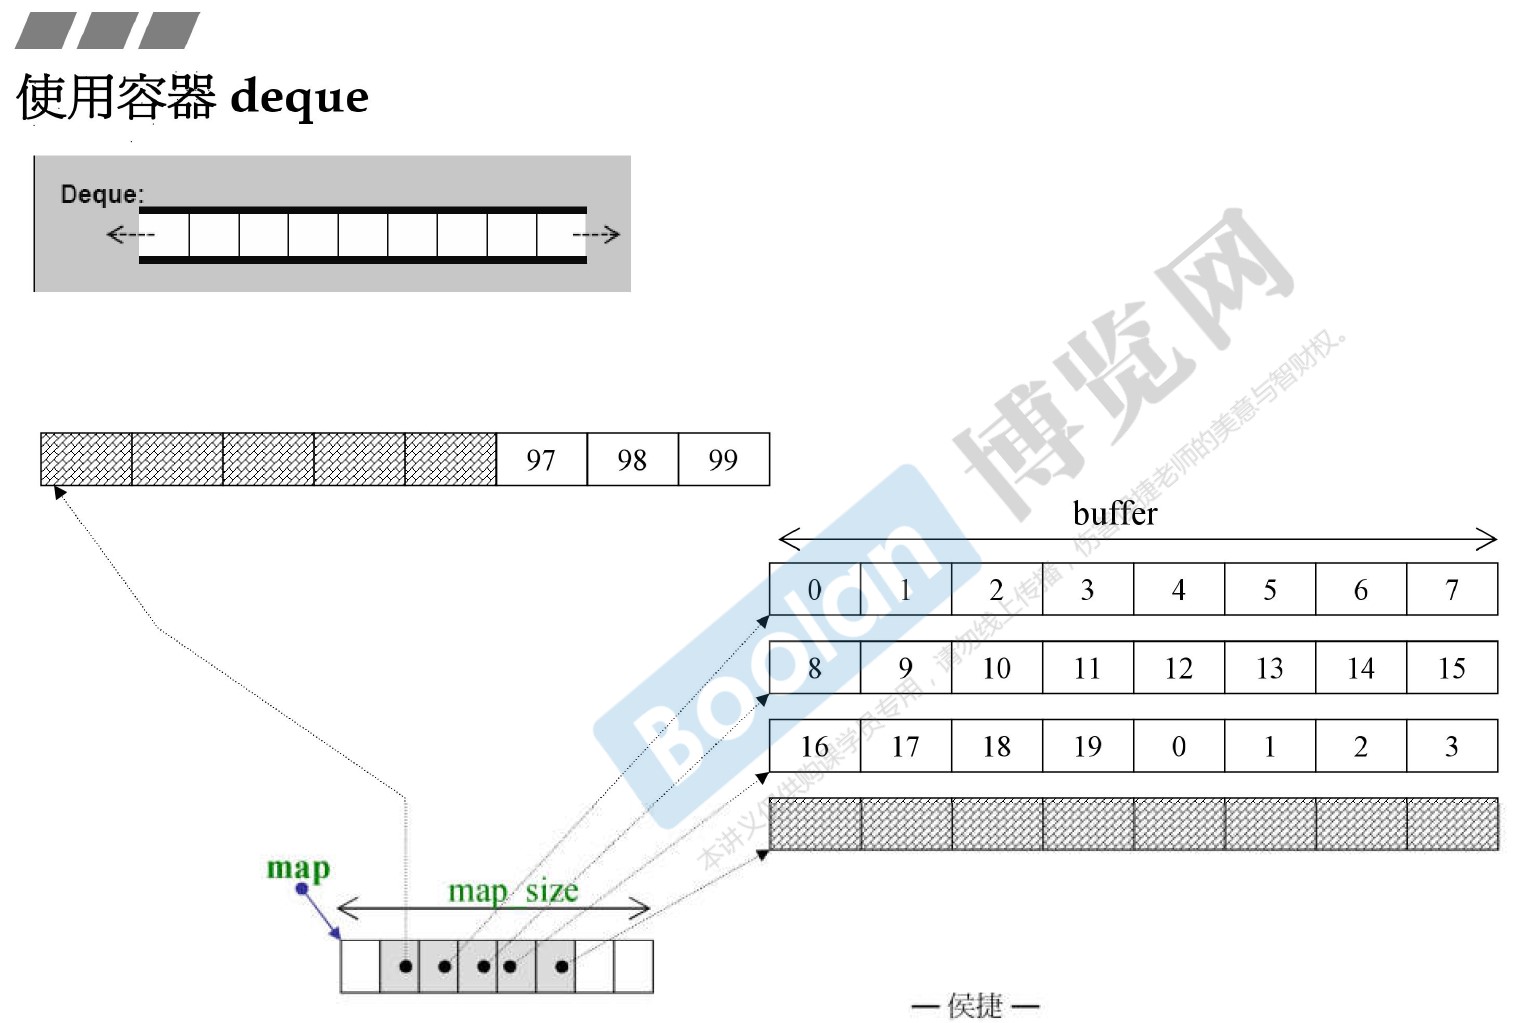 使用容器 deque
Deque:
97 98 99
博览网
Boolan
本讲义仅供购课学员专用，请勿线上传播，伤害侯捷老师的美意与智财权。
buffer
0 1 2 3 4 5 6 7
8 9 10 11 12 13 14 15
16 17 18 19 0 1 2 3
map
map_size
— 侯捷 —